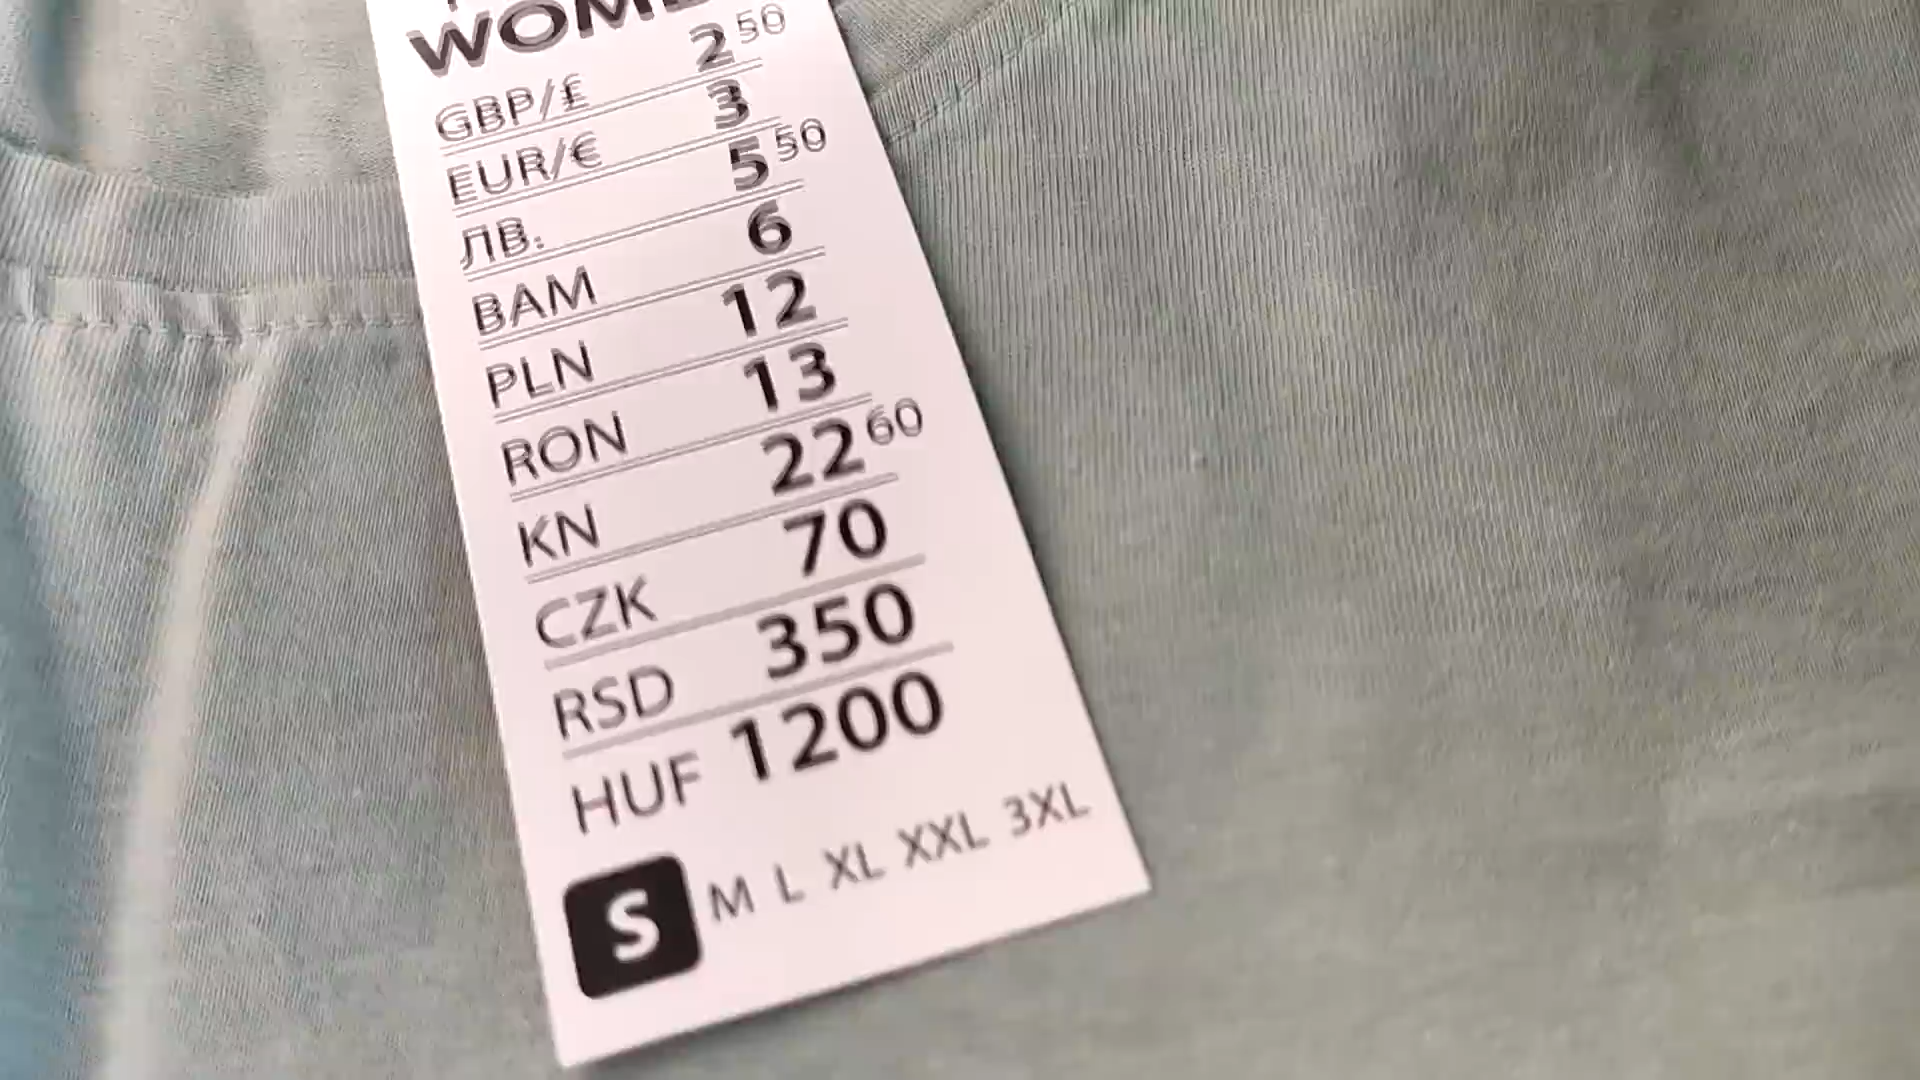 WOME
GBP/£ 2 50
EUR/€ 3
ЛВ. 5 50
BAM 6
PLN 12
RON 13
KN 22 60
CZK 70
RSD 350
HUF 1200
S M L XL XXL 3XL